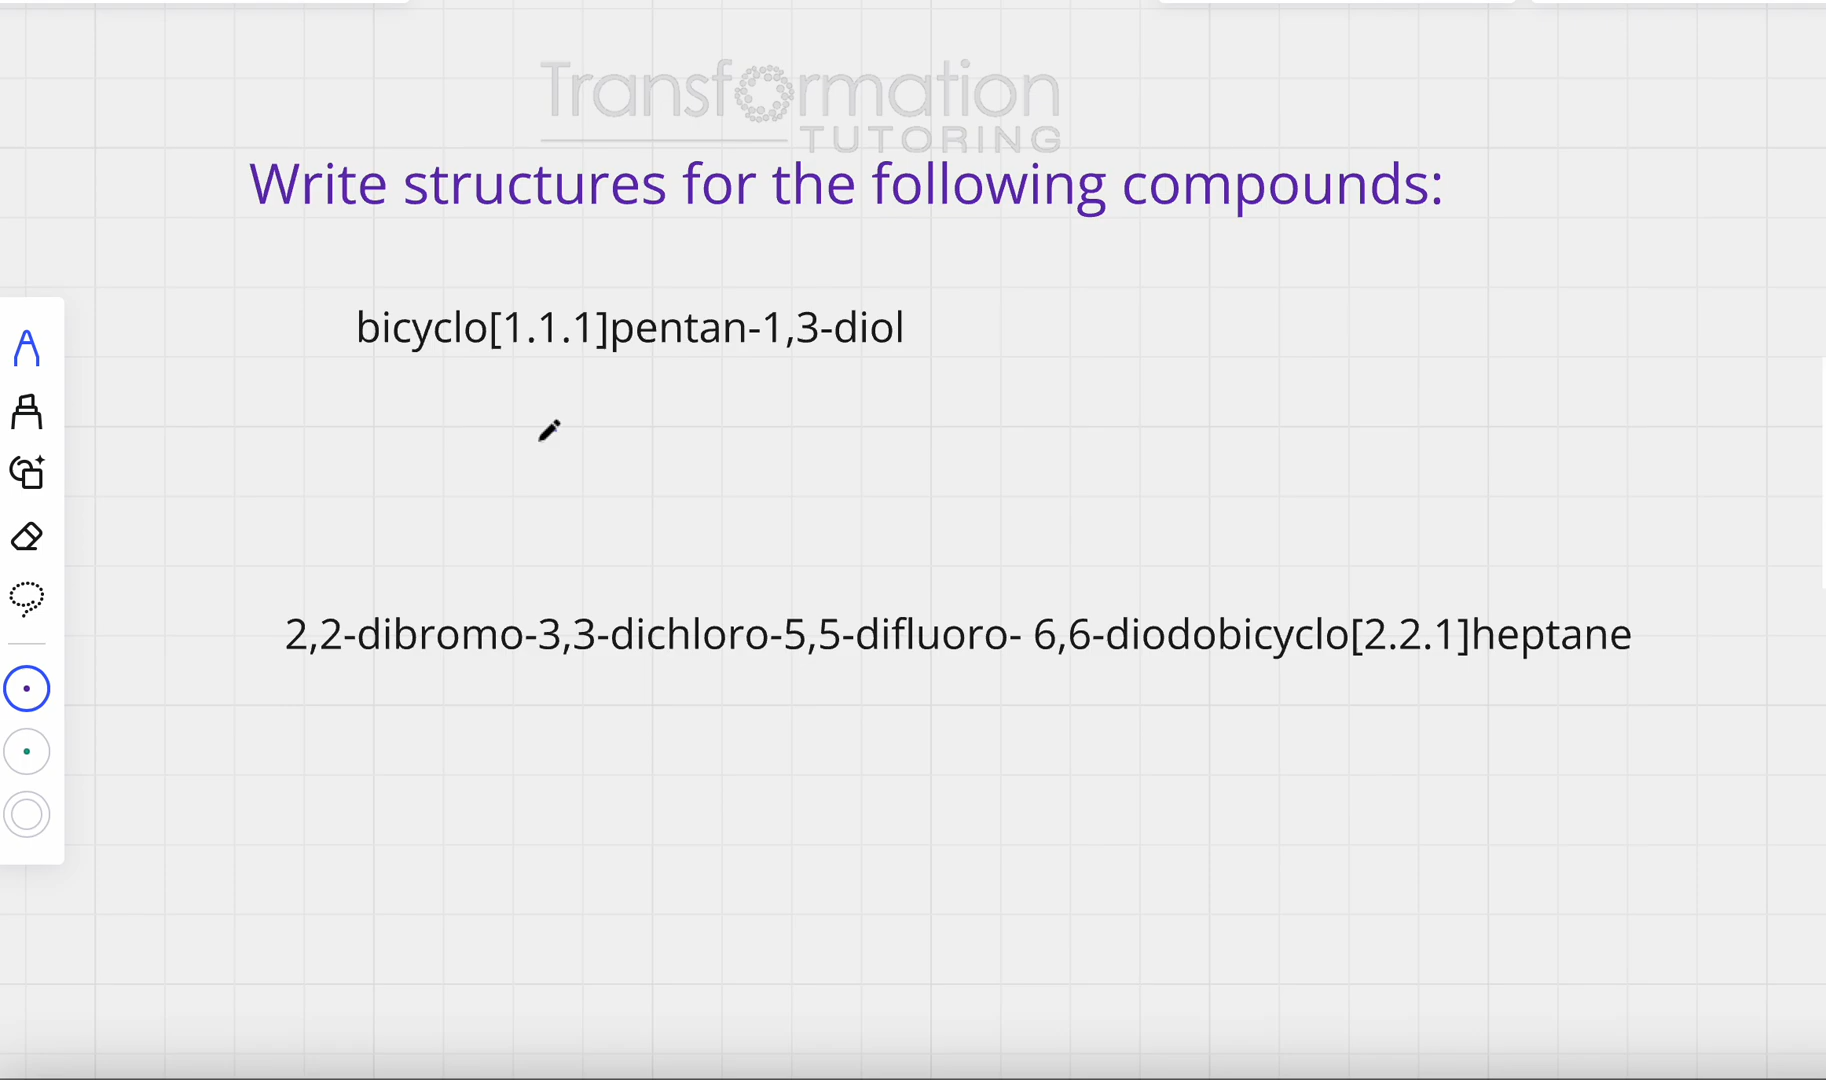 Transformation
TUTORING
Write structures for the following compounds:
bicyclo[1.1.1]pentan-1,3-diol
2,2-dibromo-3,3-dichloro-5,5-difluoro- 6,6-diodobicyclo[2.2.1]heptane